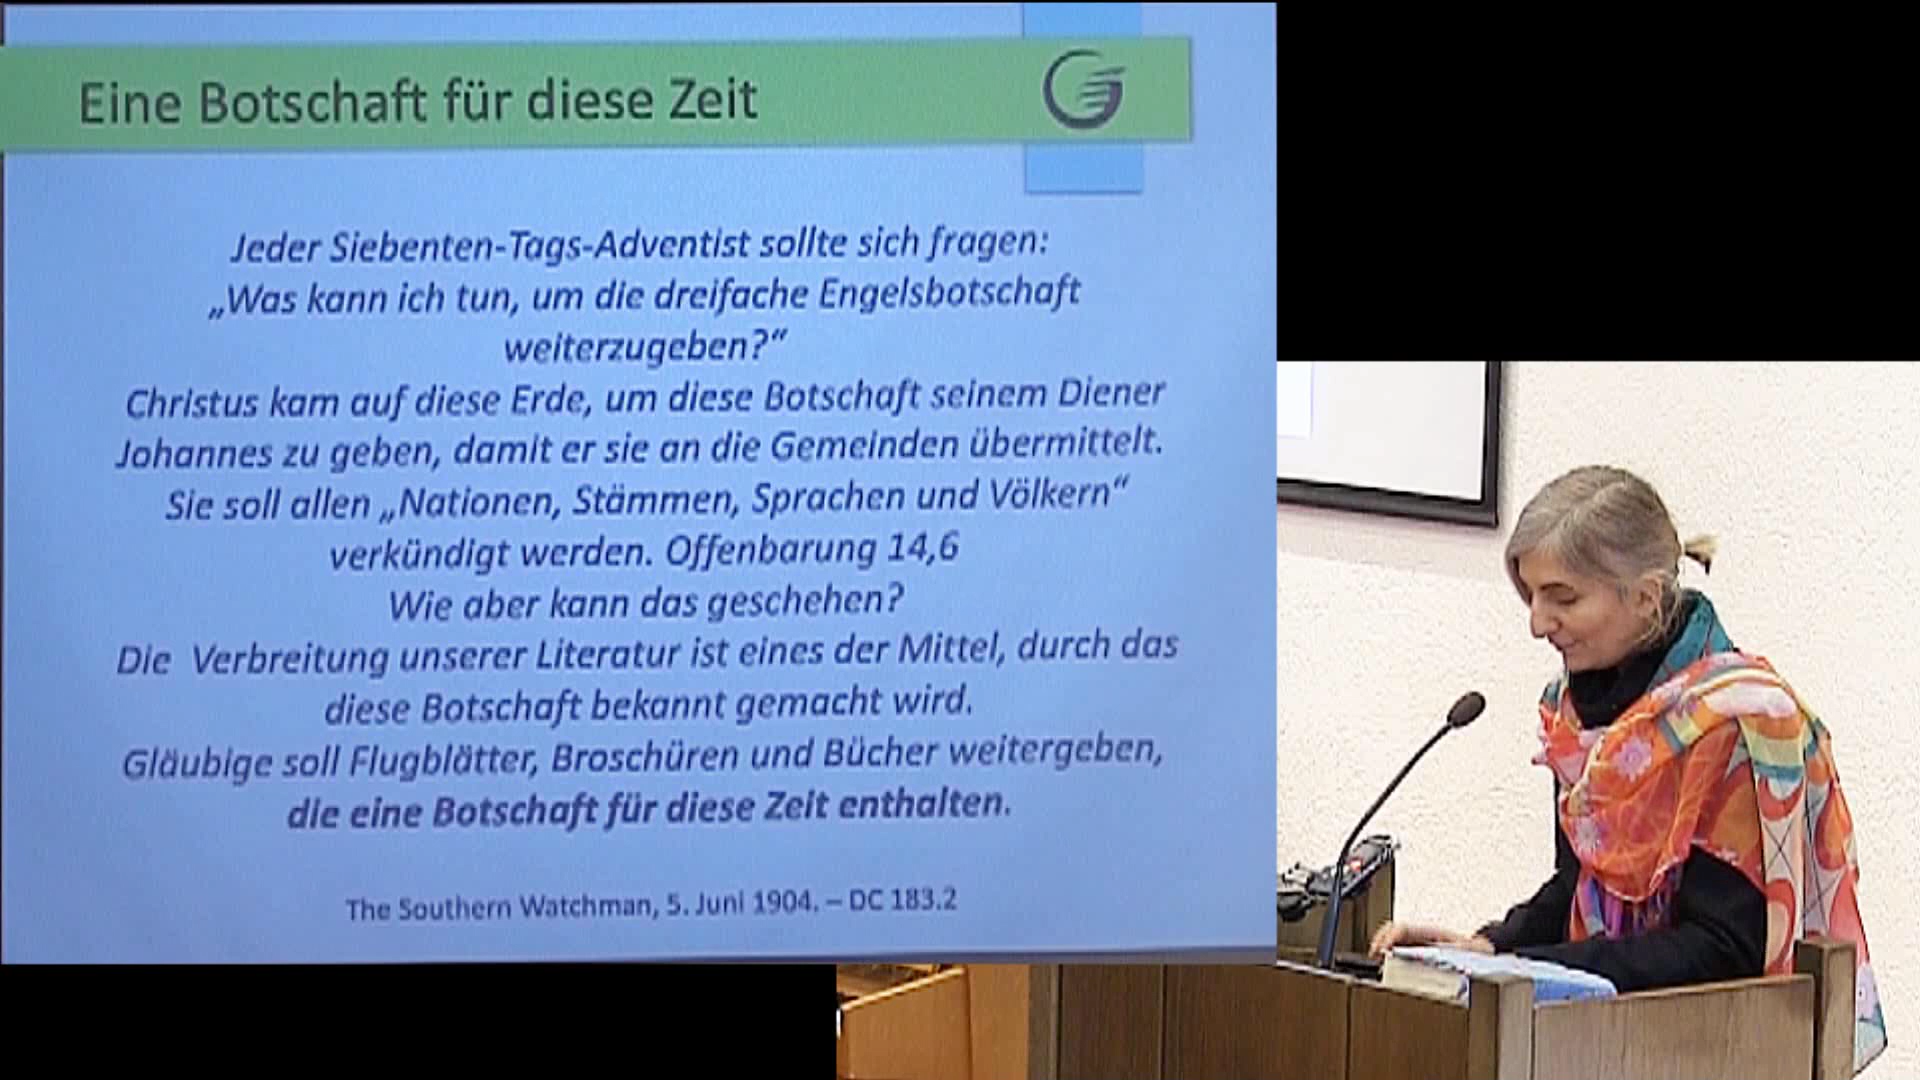 Eine Botschaft für diese Zeit
Jeder Siebenten-Tags-Adventist sollte sich fragen:
„Was kann ich tun, um die dreifache Engelsbotschaft
weiterzugeben?“
Christus kam auf diese Erde, um diese Botschaft seinem Diener
Johannes zu geben, damit er sie an die Gemeinden übermittelt.
Sie soll allen „Nationen, Stämmen, Sprachen und Völkern“
verkündigt werden. Offenbarung 14,6
Wie aber kann das geschehen?
Die Verbreitung unserer Literatur ist eines der Mittel, durch das
diese Botschaft bekannt gemacht wird.
Gläubige soll Flugblätter, Broschüren und Bücher weitergeben,
die eine Botschaft für diese Zeit enthalten.
The Southern Watchman, 5. Juni 1904. – DC 183.2